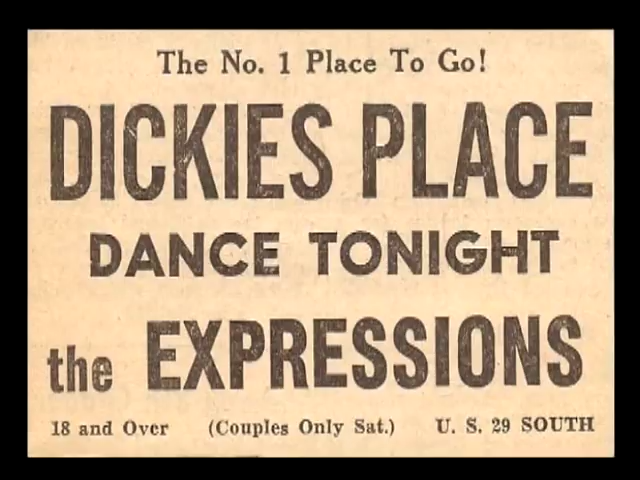 The No. 1 Place To Go!
DICKIES PLACE
DANCE TONIGHT
the EXPRESSIONS
18 and Over (Couples Only Sat.) U. S. 29 SOUTH